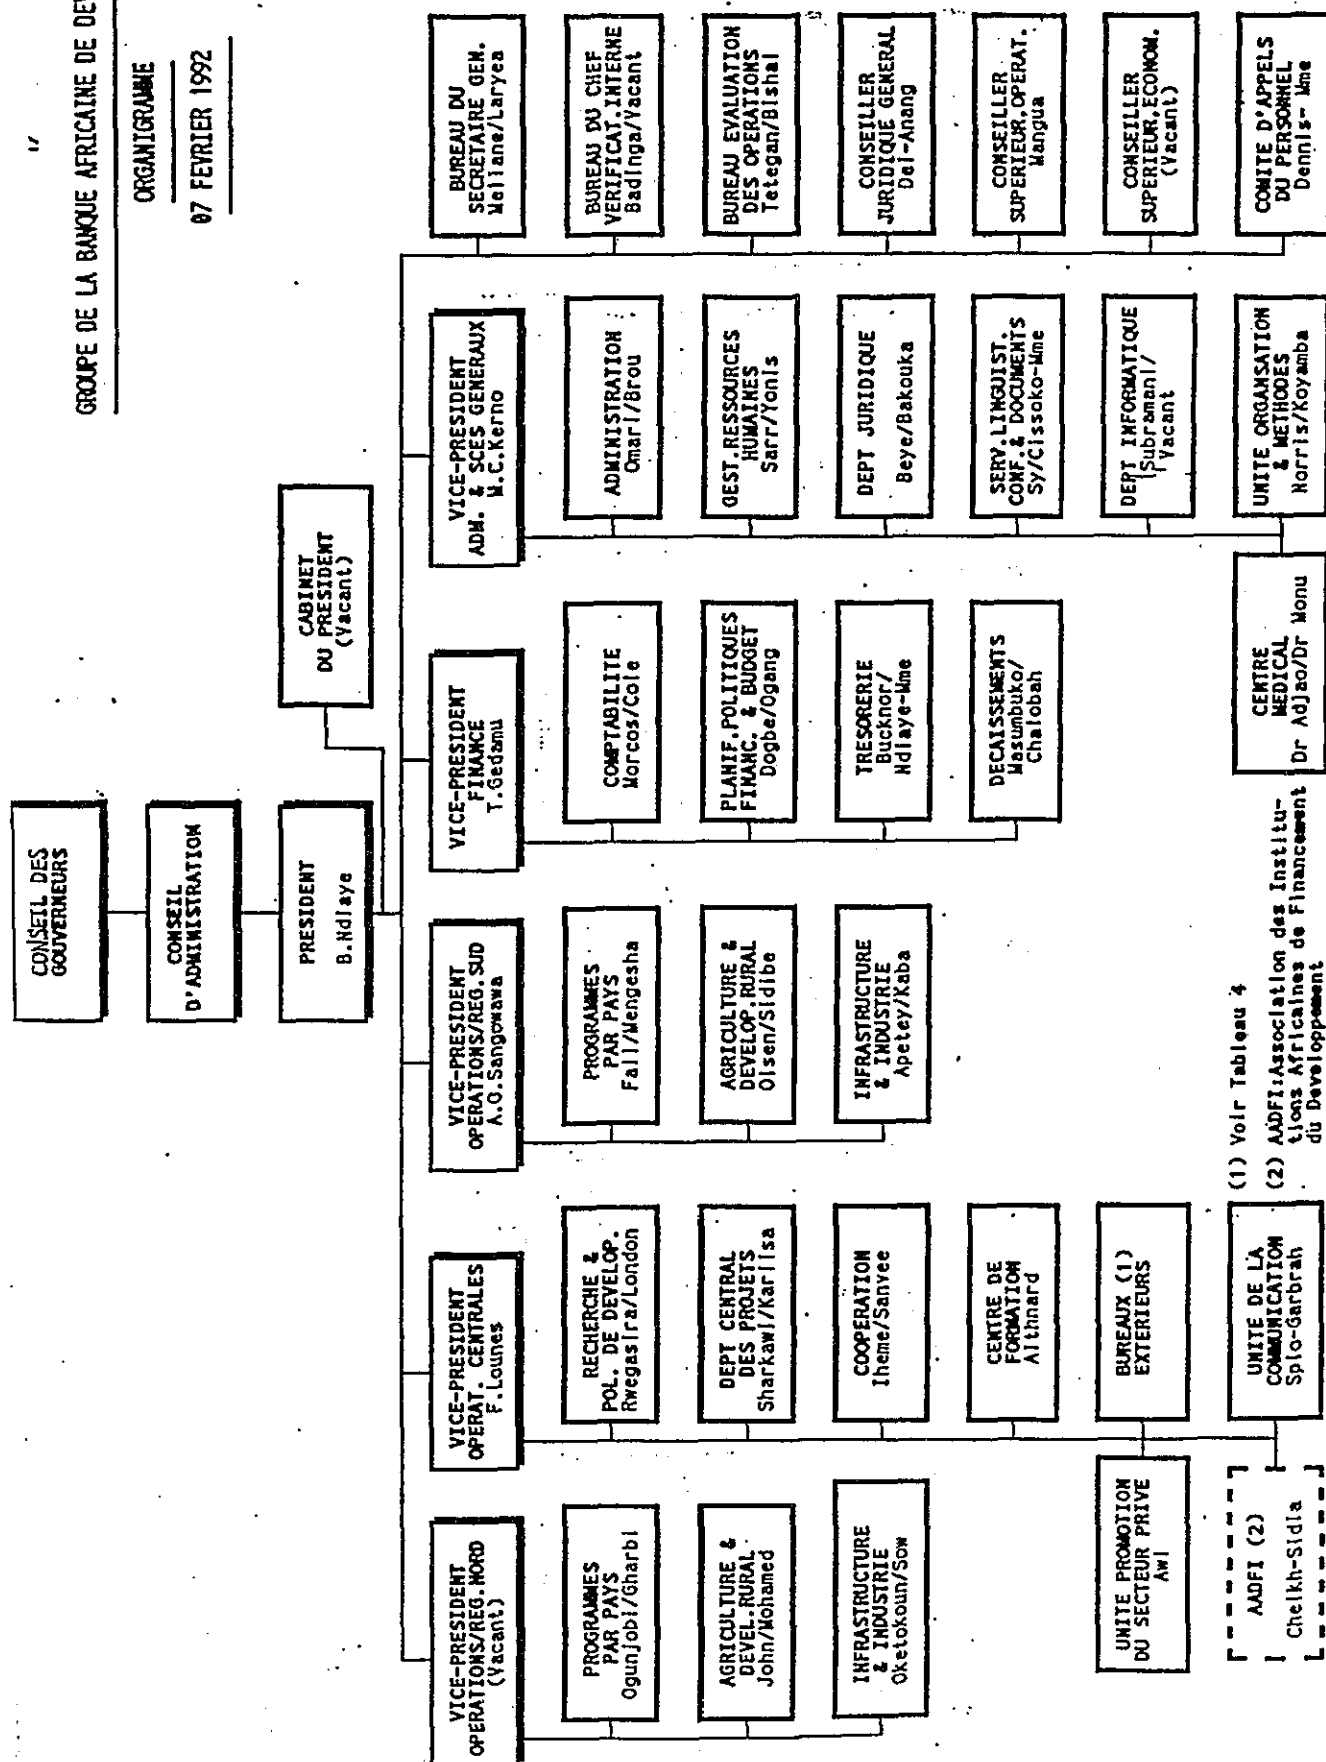 GROUPE DE LA BANQUE AFRICAINE DE DEV
ORGANIGRAMME
07 FEVRIER 1992
CONSEIL DES
GOUVERNEURS
CONSEIL
D'ADMINISTRATION
PRESIDENT
B.Ndiaye
CABINET
DU PRESIDENT
(Vacant)
VICE-PRESIDENT
OPERATIONS/REG.NORD
(Vacant)
PROGRAMMES
PAR PAYS
Ogunjobi/Gharbi
AGRICULTURE &
DEVEL.RURAL
John/Mohamed
INFRASTRUCTURE
& INDUSTRIE
Oketokoun/Sow
VICE-PRESIDENT
OPERAT. CENTRALES
F.Lounes
RECHERCHE &
POL. DE DEVELOP.
Rwegasira/London
DEPT CENTRAL
DES PROJETS
Sharkawi/Kariisa
COOPERATION
Iheme/Sanvee
CENTRE DE
FORMATION
Aithnard
BUREAUX (1)
EXTERIEURS
UNITE PROMOTION
DU SECTEUR PRIVE
Awl
UNITE DE LA
COMMUNICATION
Spio-Garbrah
AADFI (2)
Cheikh-Sidia
VICE-PRESIDENT
OPERATIONS/REG.SUD
A.O.Sangowawa
PROGRAMMES
PAR PAYS
Fall/Mengesha
AGRICULTURE &
DEVELOP.RURAL
Olsen/Sidibe
INFRASTRUCTURE
& INDUSTRIE
Apetey/Kaba
VICE-PRESIDENT
FINANCE
T.Gedamu
COMPTABILITE
Morcos/Cole
PLANIF.POLITIQUES
FINANC. & BUDGET
Dogbe/Ogang
TRESORERIE
Bucknor/
Ndiaye-Mme
DECAISSEMENTS
Masumbuko/
Chalobah
VICE-PRESIDENT
ADM. & SCES GENERAUX
M.C.Kerno
ADMINISTRATION
Omari/Brou
GEST.RESSOURCES
HUMAINES
Sarr/Yonis
DEPT JURIDIQUE
Beye/Bakouka
SERV.LINGUIST.
CONF.& DOCUMENTS
Sy/Cissoko-Mme
DEPT INFORMATIQUE
Subramani/
Vacant
UNITE ORGANSATION
& METHODES
Norris/Koyamba
CENTRE
MEDICAL
Dr Adjao/Dr Monu
BUREAU DU
SECRETAIRE GEN.
Meliane/Laryea
BUREAU DU CHEF
VERIFICAT.INTERNE
Badinga/Vacant
BUREAU EVALUATION
DES OPERATIONS
Tetegan/Bishai
CONSEILLER
JURIDIQUE GENERAL
Dei-Anang
CONSEILLER
SUPERIEUR,OPERAT.
Mangua
CONSEILLER
SUPERIEUR,ECONOM.
(Vacant)
COMITE D'APPELS
DU PERSONNEL
Dennis- Mme
(1) Voir Tableau 4
(2) AADFI:Association des Institu-
tions Africaines de Financement
du Developpement